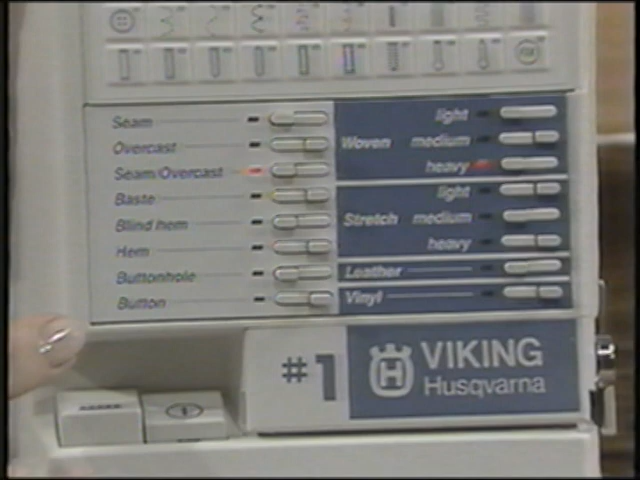 Seam
Overcast
Seam/Overcast
Baste
Blind hem
Hem
Buttonhole
Button
Woven
light
medium
heavy
Stretch
light
medium
heavy
Leather
Vinyl
#1
H VIKING
Husqvarna